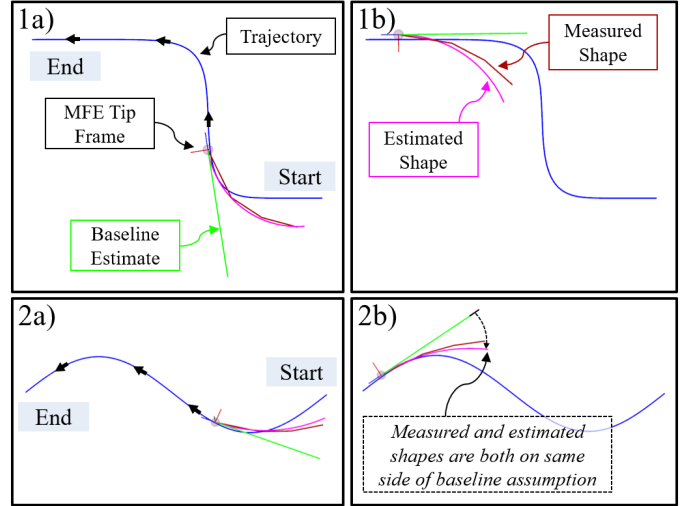 1a)
Trajectory
End
MFE Tip
Frame
Start
Baseline
Estimate
1b)
Measured
Shape
Estimated
Shape
2a)
Start
End
2b)
Measured and estimated
shapes are both on same
side of baseline assumption